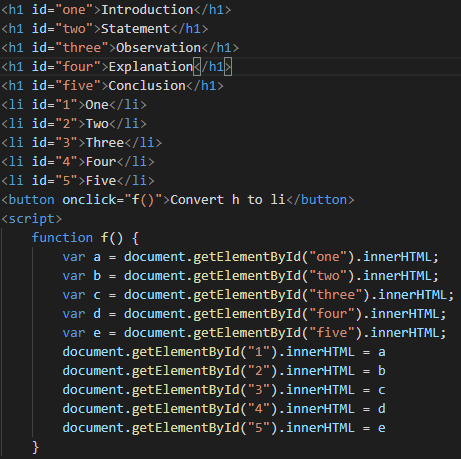 <h1 id="one">Introduction</h1>
<h1 id="two">Statement</h1>
<h1 id="three">Observation</h1>
<h1 id="four">Explanation</h1>
<h1 id="five">Conclusion</h1>
<li id="1">One</li>
<li id="2">Two</li>
<li id="3">Three</li>
<li id="4">Four</li>
<li id="5">Five</li>
<button onclick="f()">Convert h to li</button>
<script>
    function f() {
        var a = document.getElementById("one").innerHTML;
        var b = document.getElementById("two").innerHTML;
        var c = document.getElementById("three").innerHTML;
        var d = document.getElementById("four").innerHTML;
        var e = document.getElementById("five").innerHTML;
        document.getElementById("1").innerHTML = a
        document.getElementById("2").innerHTML = b
        document.getElementById("3").innerHTML = c
        document.getElementById("4").innerHTML = d
        document.getElementById("5").innerHTML = e
    }